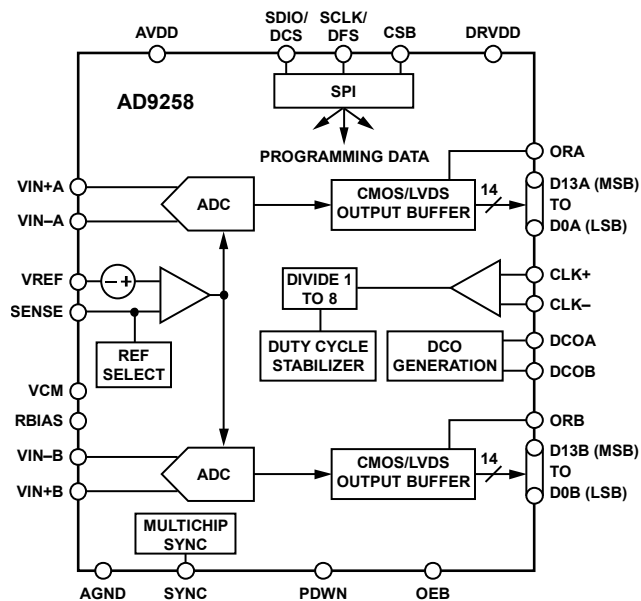 AVDD
SDIO/
DCS
SCLK/
DFS
CSB
DRVDD
AD9258
SPI
PROGRAMMING DATA
ORA
VIN+A
VIN–A
ADC
CMOS/LVDS
OUTPUT BUFFER
14
D13A (MSB)
TO
D0A (LSB)
VREF
– +
SENSE
REF
SELECT
DIVIDE 1
TO 8
DUTY CYCLE
STABILIZER
CLK+
CLK–
DCO
GENERATION
DCOA
DCOB
VCM
RBIAS
ORB
VIN–B
VIN+B
ADC
CMOS/LVDS
OUTPUT BUFFER
14
D13B (MSB)
TO
D0B (LSB)
MULTICHIP
SYNC
AGND
SYNC
PDWN
OEB